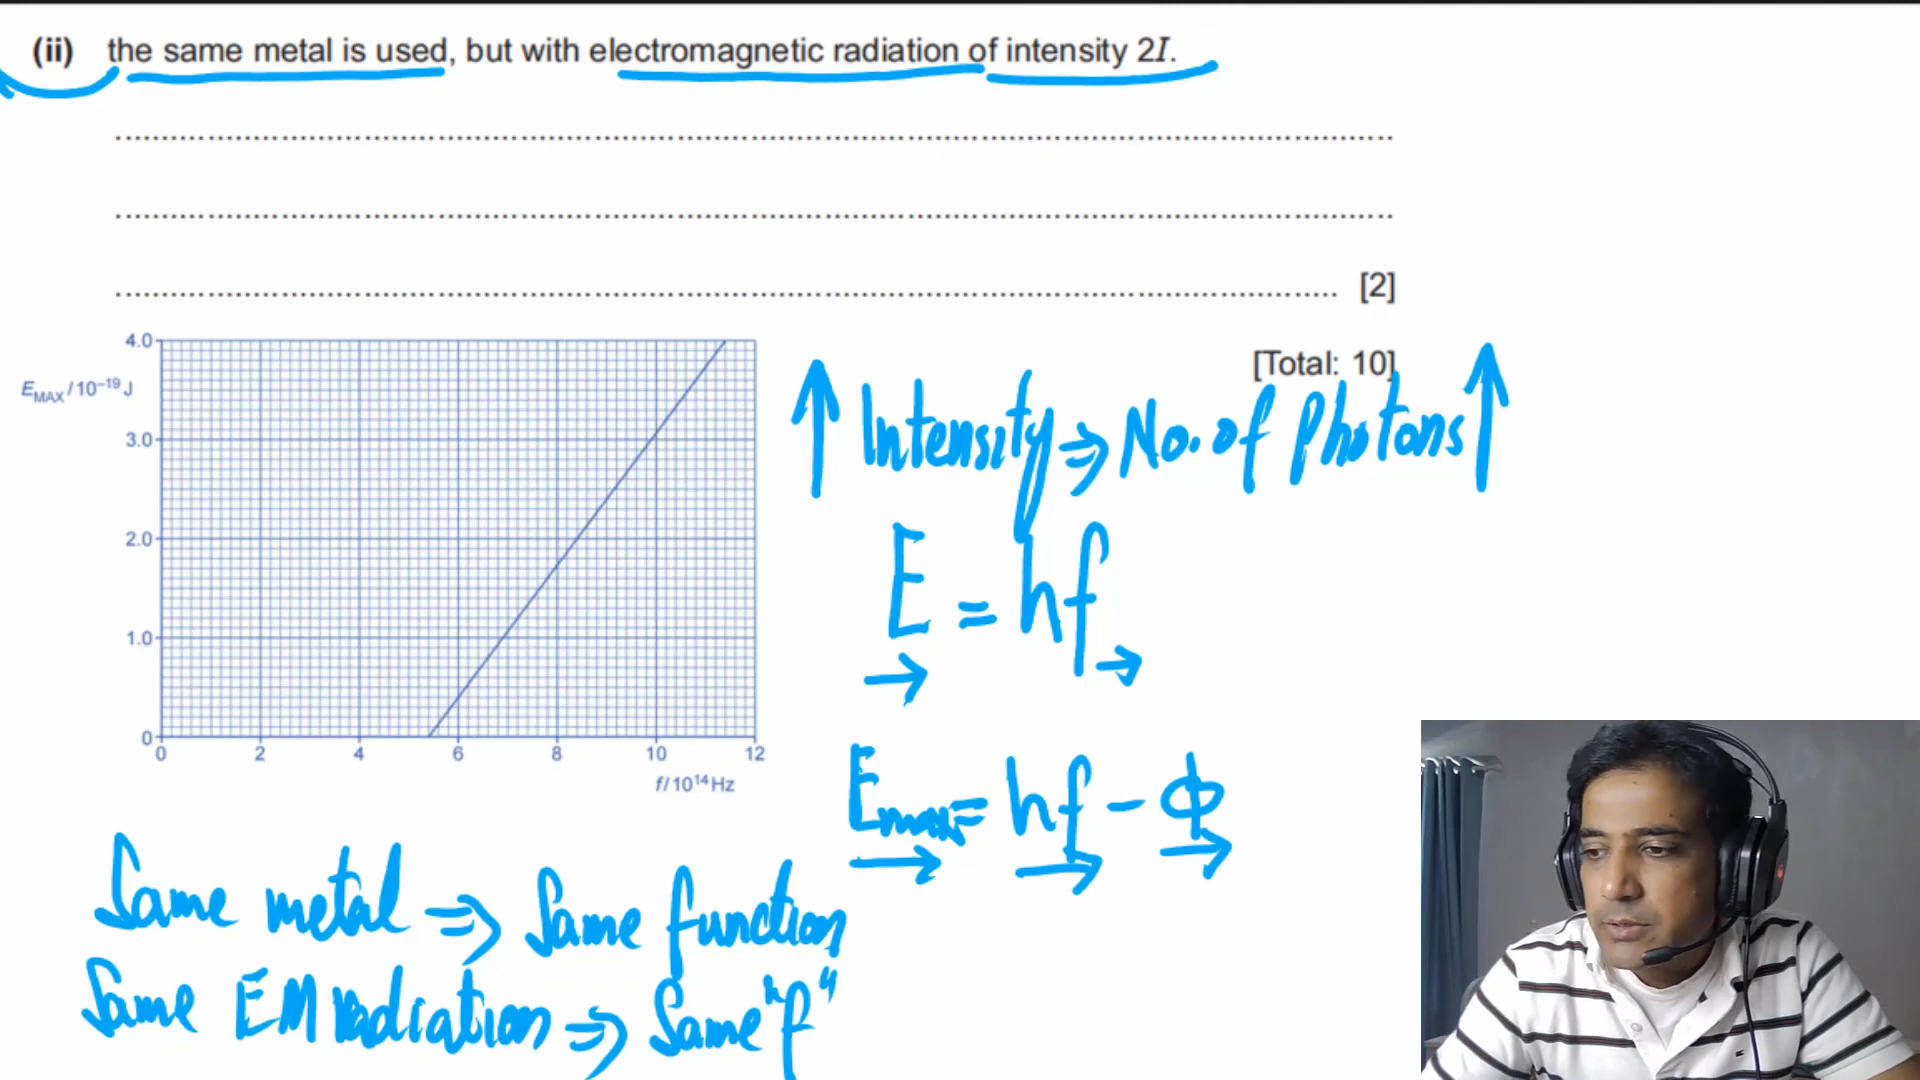 (ii) the same metal is used, but with electromagnetic radiation of intensity 2I.
[2]
[Total: 10]
4.0
E_MAX / 10⁻¹⁹ J
3.0
2.0
1.0
0
0 2 4 6 8 10 12
f / 10¹⁴ Hz
↑ Intensity ⇒ No. of Photons ↑
E = hf
→ →
Emax = hf - ϕ
→ → →
Same metal ⇒ Same function
Same EM radiation ⇒ Same "f"